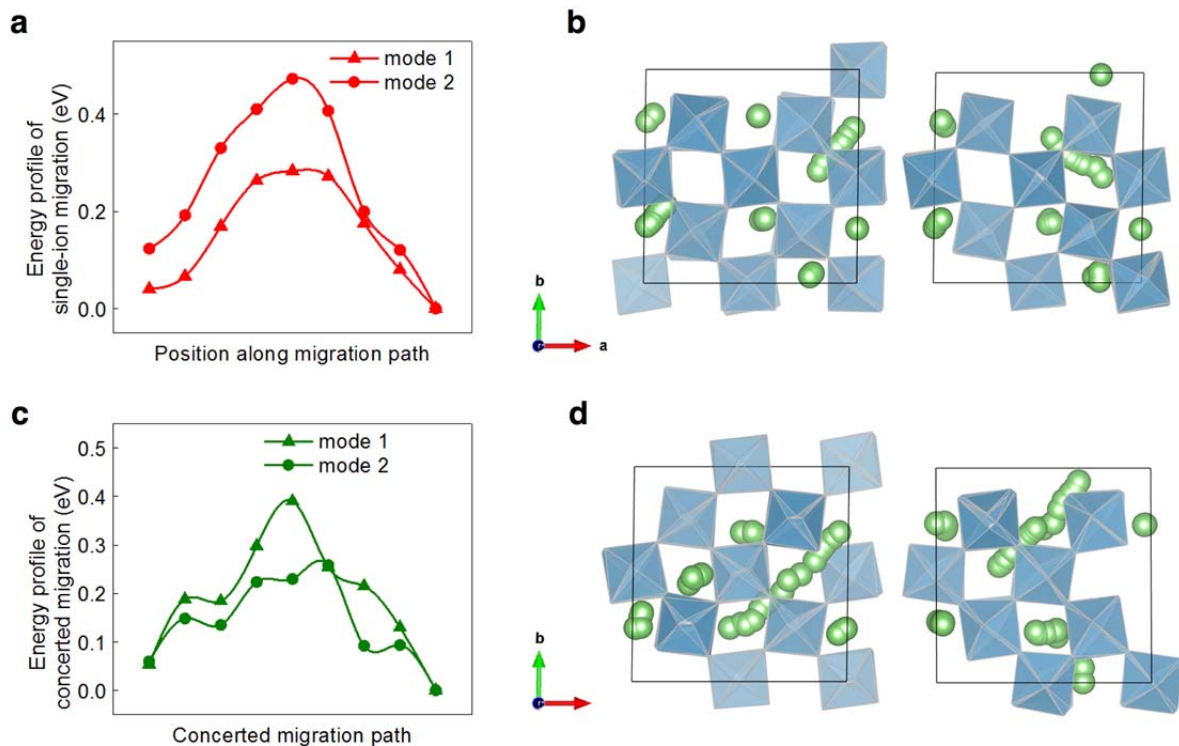 a
Energy profile of
single-ion migration (eV)
0.4
0.2
0.0
mode 1
mode 2
Position along migration path
b
b
a
c
Energy profile of
concerted migration (eV)
0.5
0.4
0.3
0.2
0.1
0.0
mode 1
mode 2
Concerted migration path
d
b